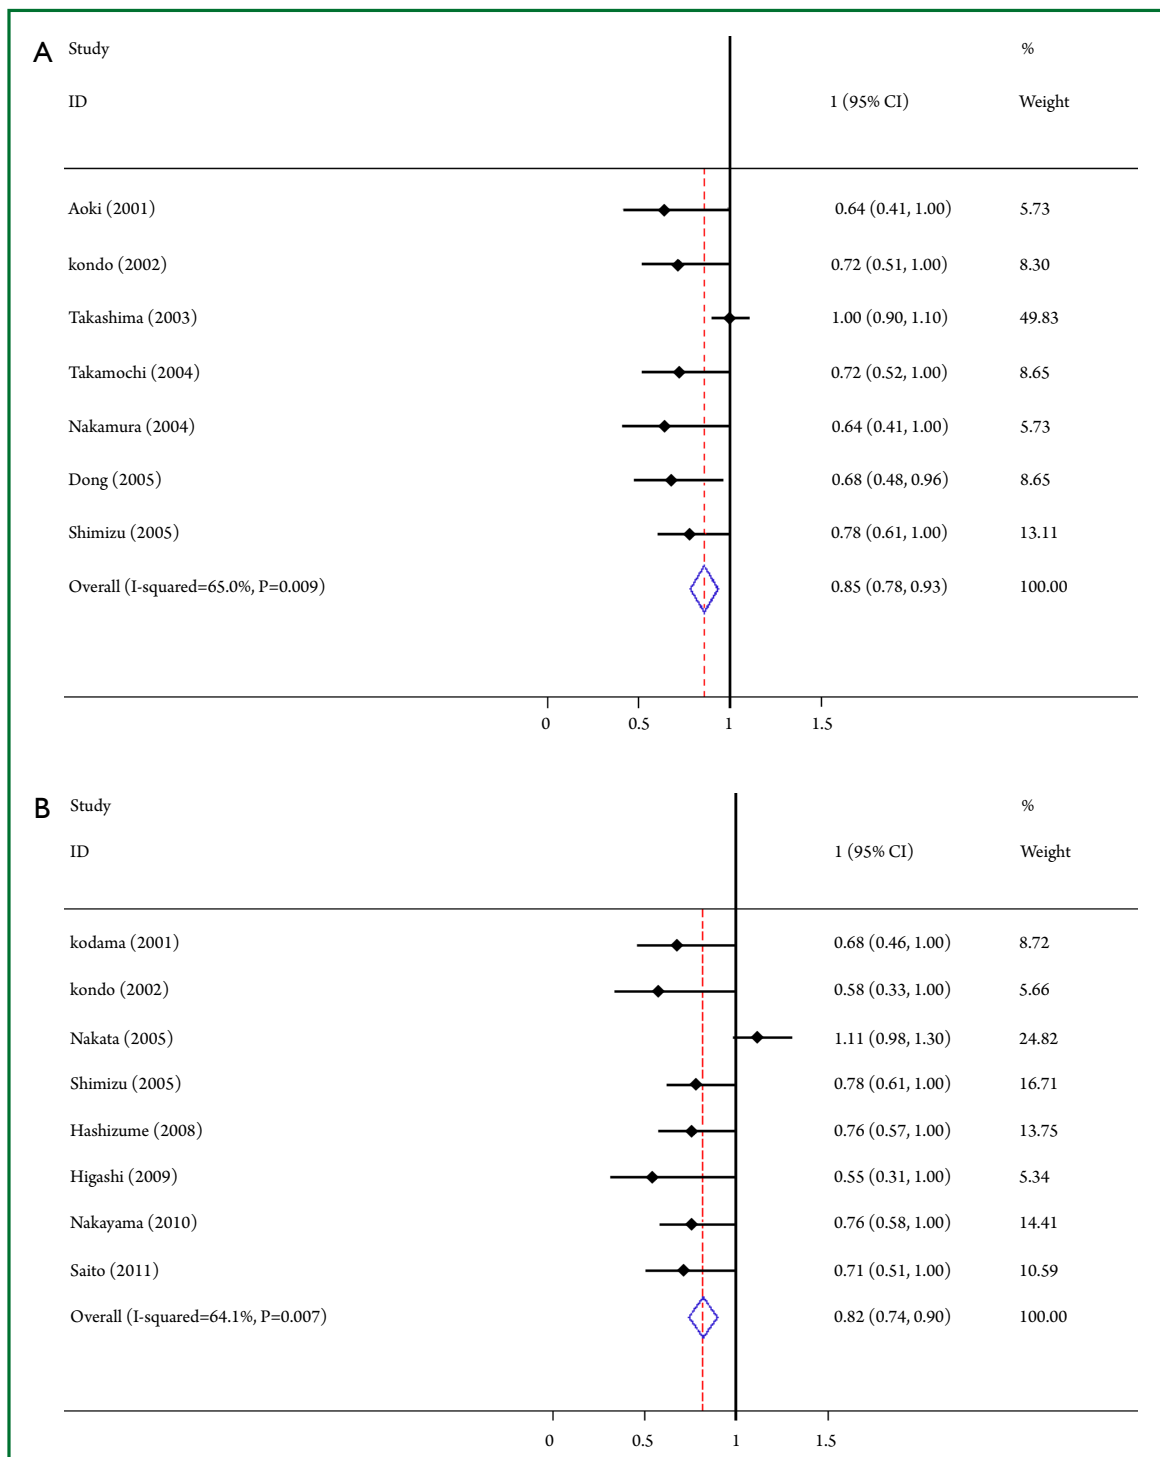 A Study %
ID 1 (95% CI) Weight
Aoki (2001) 0.64 (0.41, 1.00) 5.73
kondo (2002) 0.72 (0.51, 1.00) 8.30
Takashima (2003) 1.00 (0.90, 1.10) 49.83
Takamochi (2004) 0.72 (0.52, 1.00) 8.65
Nakamura (2004) 0.64 (0.41, 1.00) 5.73
Dong (2005) 0.68 (0.48, 0.96) 8.65
Shimizu (2005) 0.78 (0.61, 1.00) 13.11
Overall (I-squared=65.0%, P=0.009) 0.85 (0.78, 0.93) 100.00
0 0.5 1 1.5
B Study %
ID 1 (95% CI) Weight
kodama (2001) 0.68 (0.46, 1.00) 8.72
kondo (2002) 0.58 (0.33, 1.00) 5.66
Nakata (2005) 1.11 (0.98, 1.30) 24.82
Shimizu (2005) 0.78 (0.61, 1.00) 16.71
Hashizume (2008) 0.76 (0.57, 1.00) 13.75
Higashi (2009) 0.55 (0.31, 1.00) 5.34
Nakayama (2010) 0.76 (0.58, 1.00) 14.41
Saito (2011) 0.71 (0.51, 1.00) 10.59
Overall (I-squared=64.1%, P=0.007) 0.82 (0.74, 0.90) 100.00
0 0.5 1 1.5